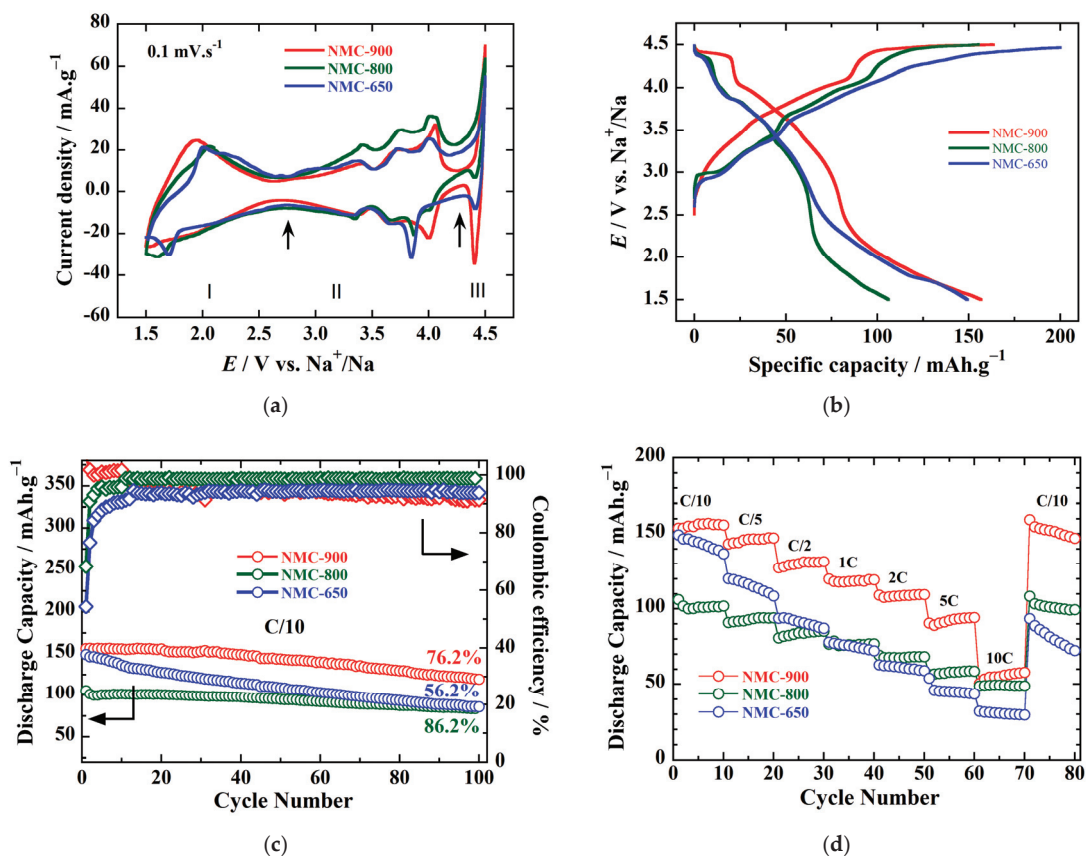 80
60
40
20
0.0
-20
-40
-60
Current density / mA.g⁻¹
0.1 mV.s⁻¹
NMC-900
NMC-800
NMC-650
I
II
III
1.5 2.0 2.5 3.0 3.5 4.0 4.5
E / V vs. Na⁺/Na
(a)
4.5
4.0
3.5
3.0
2.5
2.0
1.5
E / V vs. Na⁺/Na
NMC-900
NMC-800
NMC-650
0 50 100 150 200
Specific capacity / mAh.g⁻¹
(b)
350
300
250
200
150
100
50
Discharge Capacity / mAh.g⁻¹
NMC-900
NMC-800
NMC-650
C/10
76.2%
56.2%
86.2%
100
80
60
40
20
0
Coulombic efficiency / %
0 20 40 60 80 100
Cycle Number
(c)
200
150
100
50
0
Discharge Capacity / mAh.g⁻¹
C/10
C/5
C/2
1C
2C
5C
10C
C/10
NMC-900
NMC-800
NMC-650
0 10 20 30 40 50 60 70 80
Cycle Number
(d)